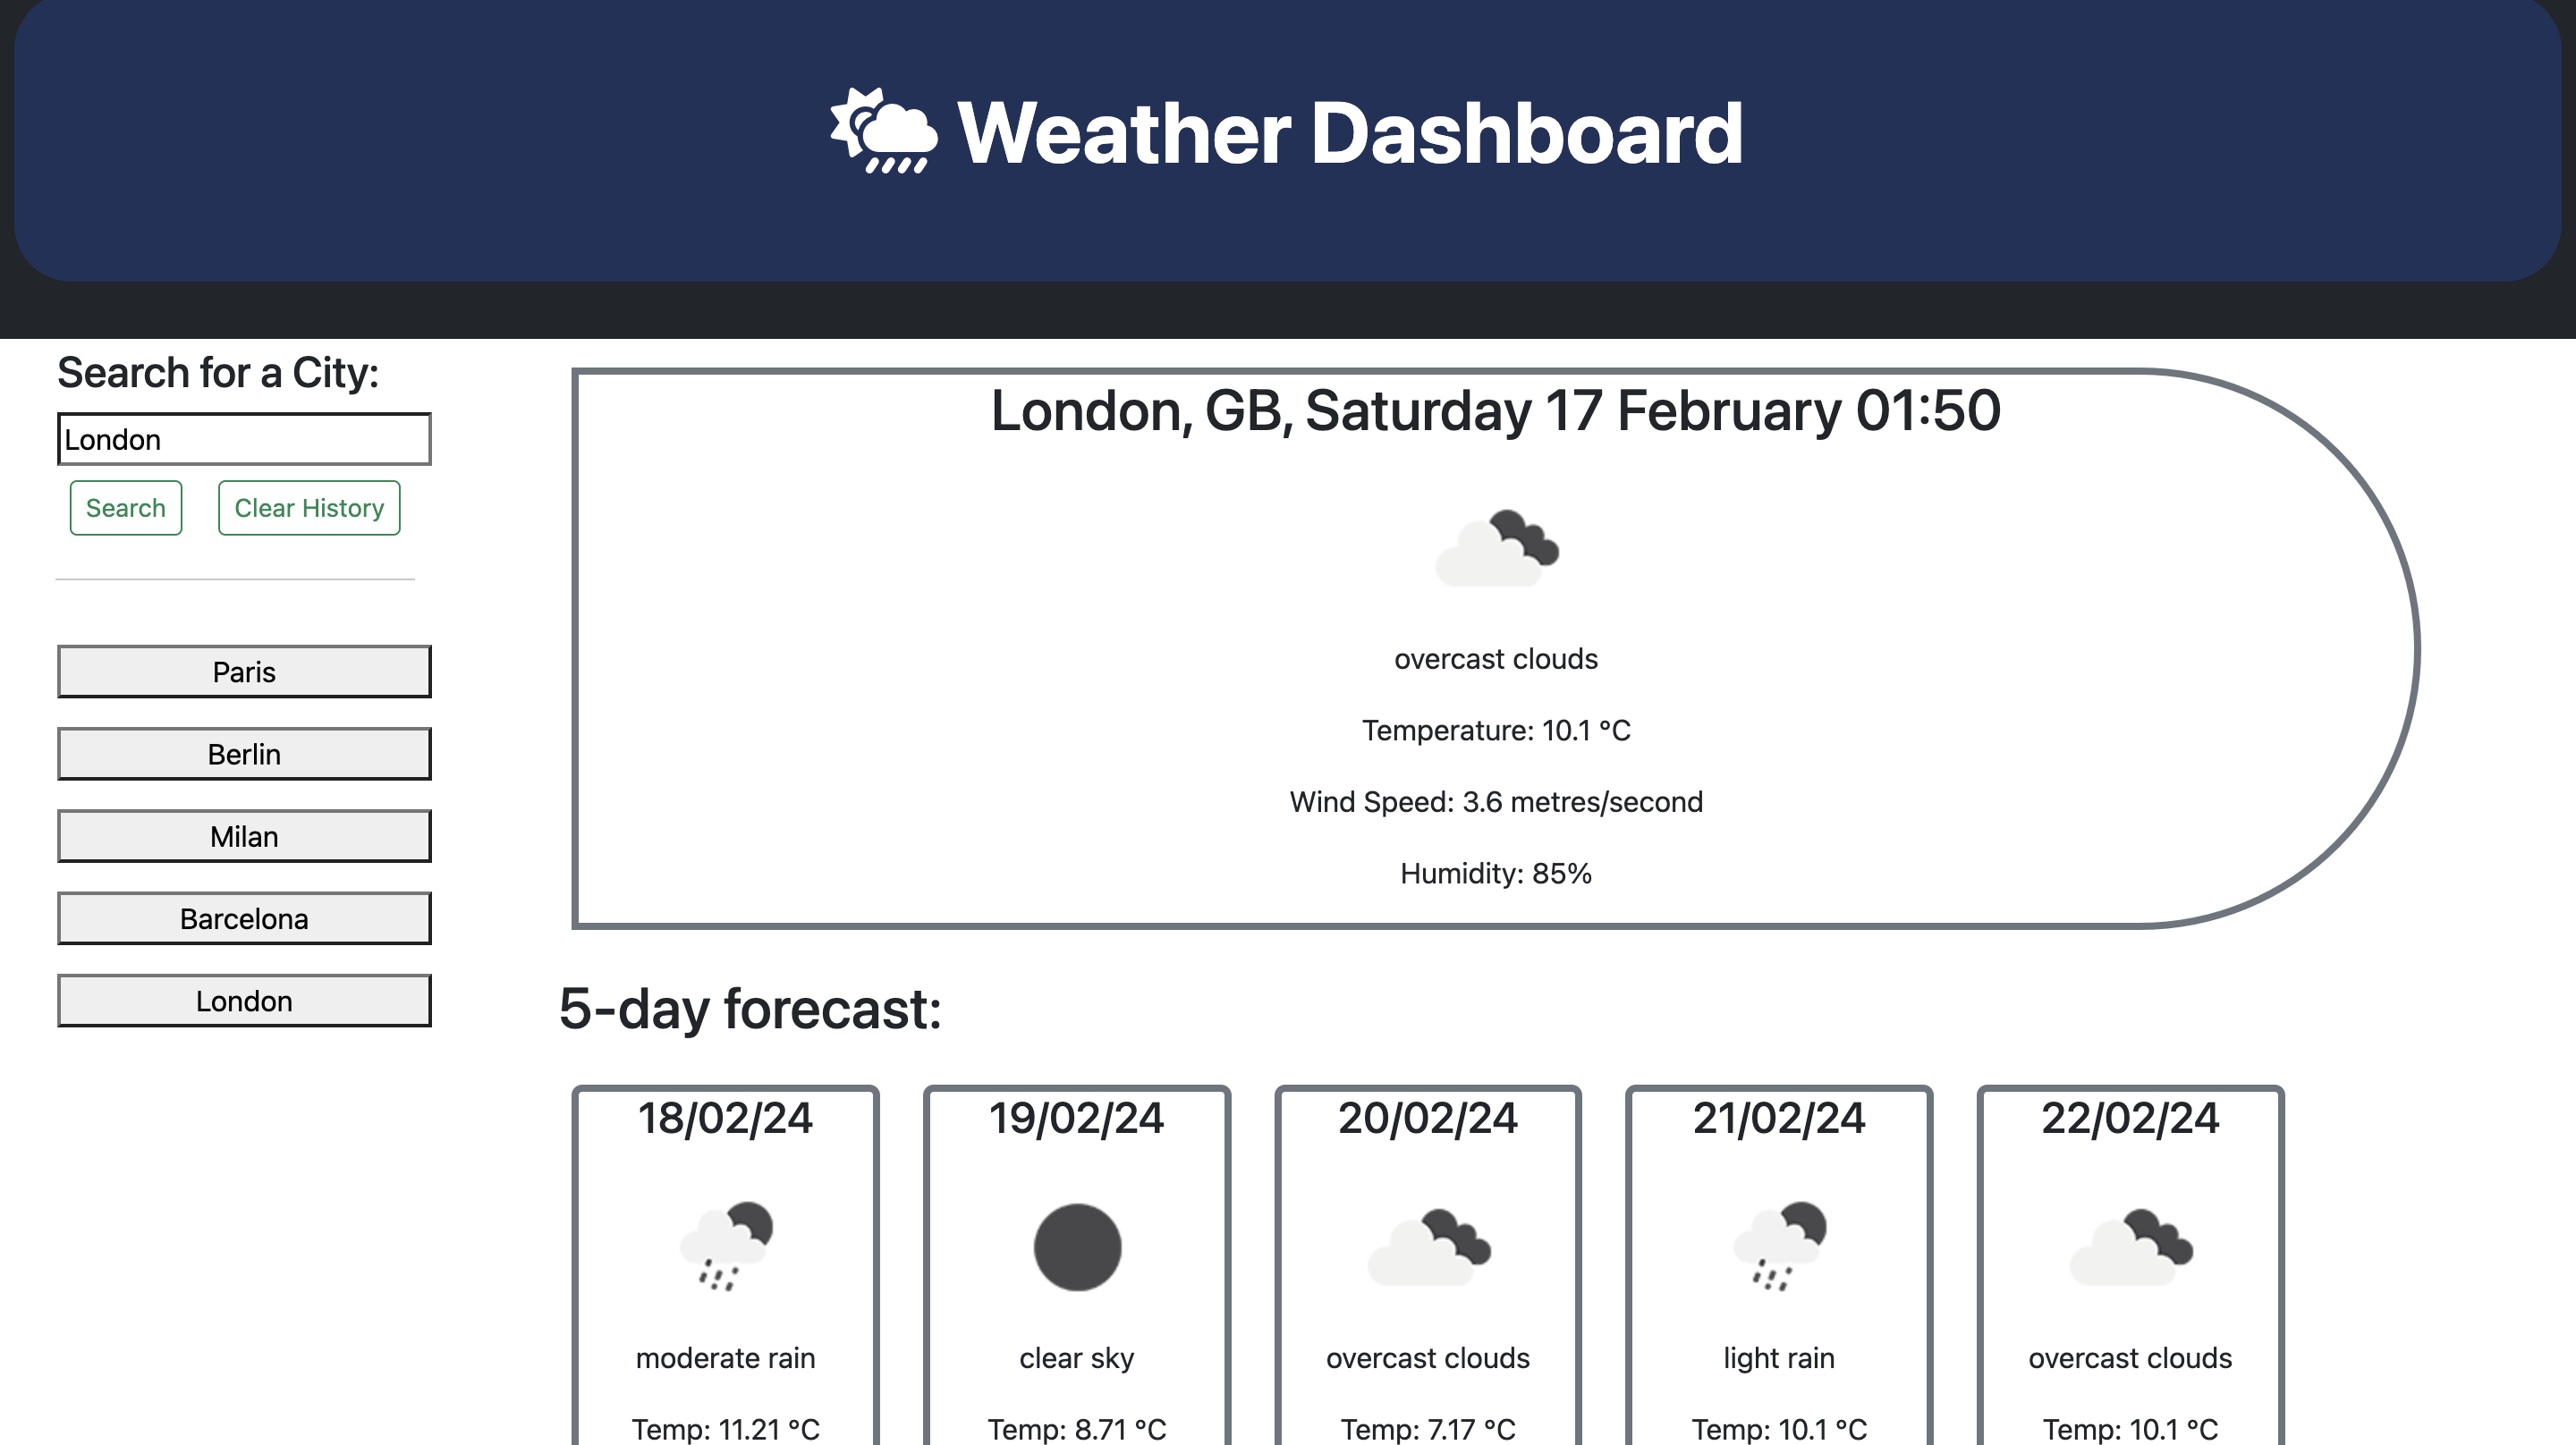 Weather Dashboard
Search for a City:
London
Search
Clear History
Paris
Berlin
Milan
Barcelona
London
London, GB, Saturday 17 February 01:50
overcast clouds
Temperature: 10.1 °C
Wind Speed: 3.6 metres/second
Humidity: 85%
5-day forecast:
18/02/24
moderate rain
Temp: 11.21 °C
19/02/24
clear sky
Temp: 8.71 °C
20/02/24
overcast clouds
Temp: 7.17 °C
21/02/24
light rain
Temp: 10.1 °C
22/02/24
overcast clouds
Temp: 10.1 °C